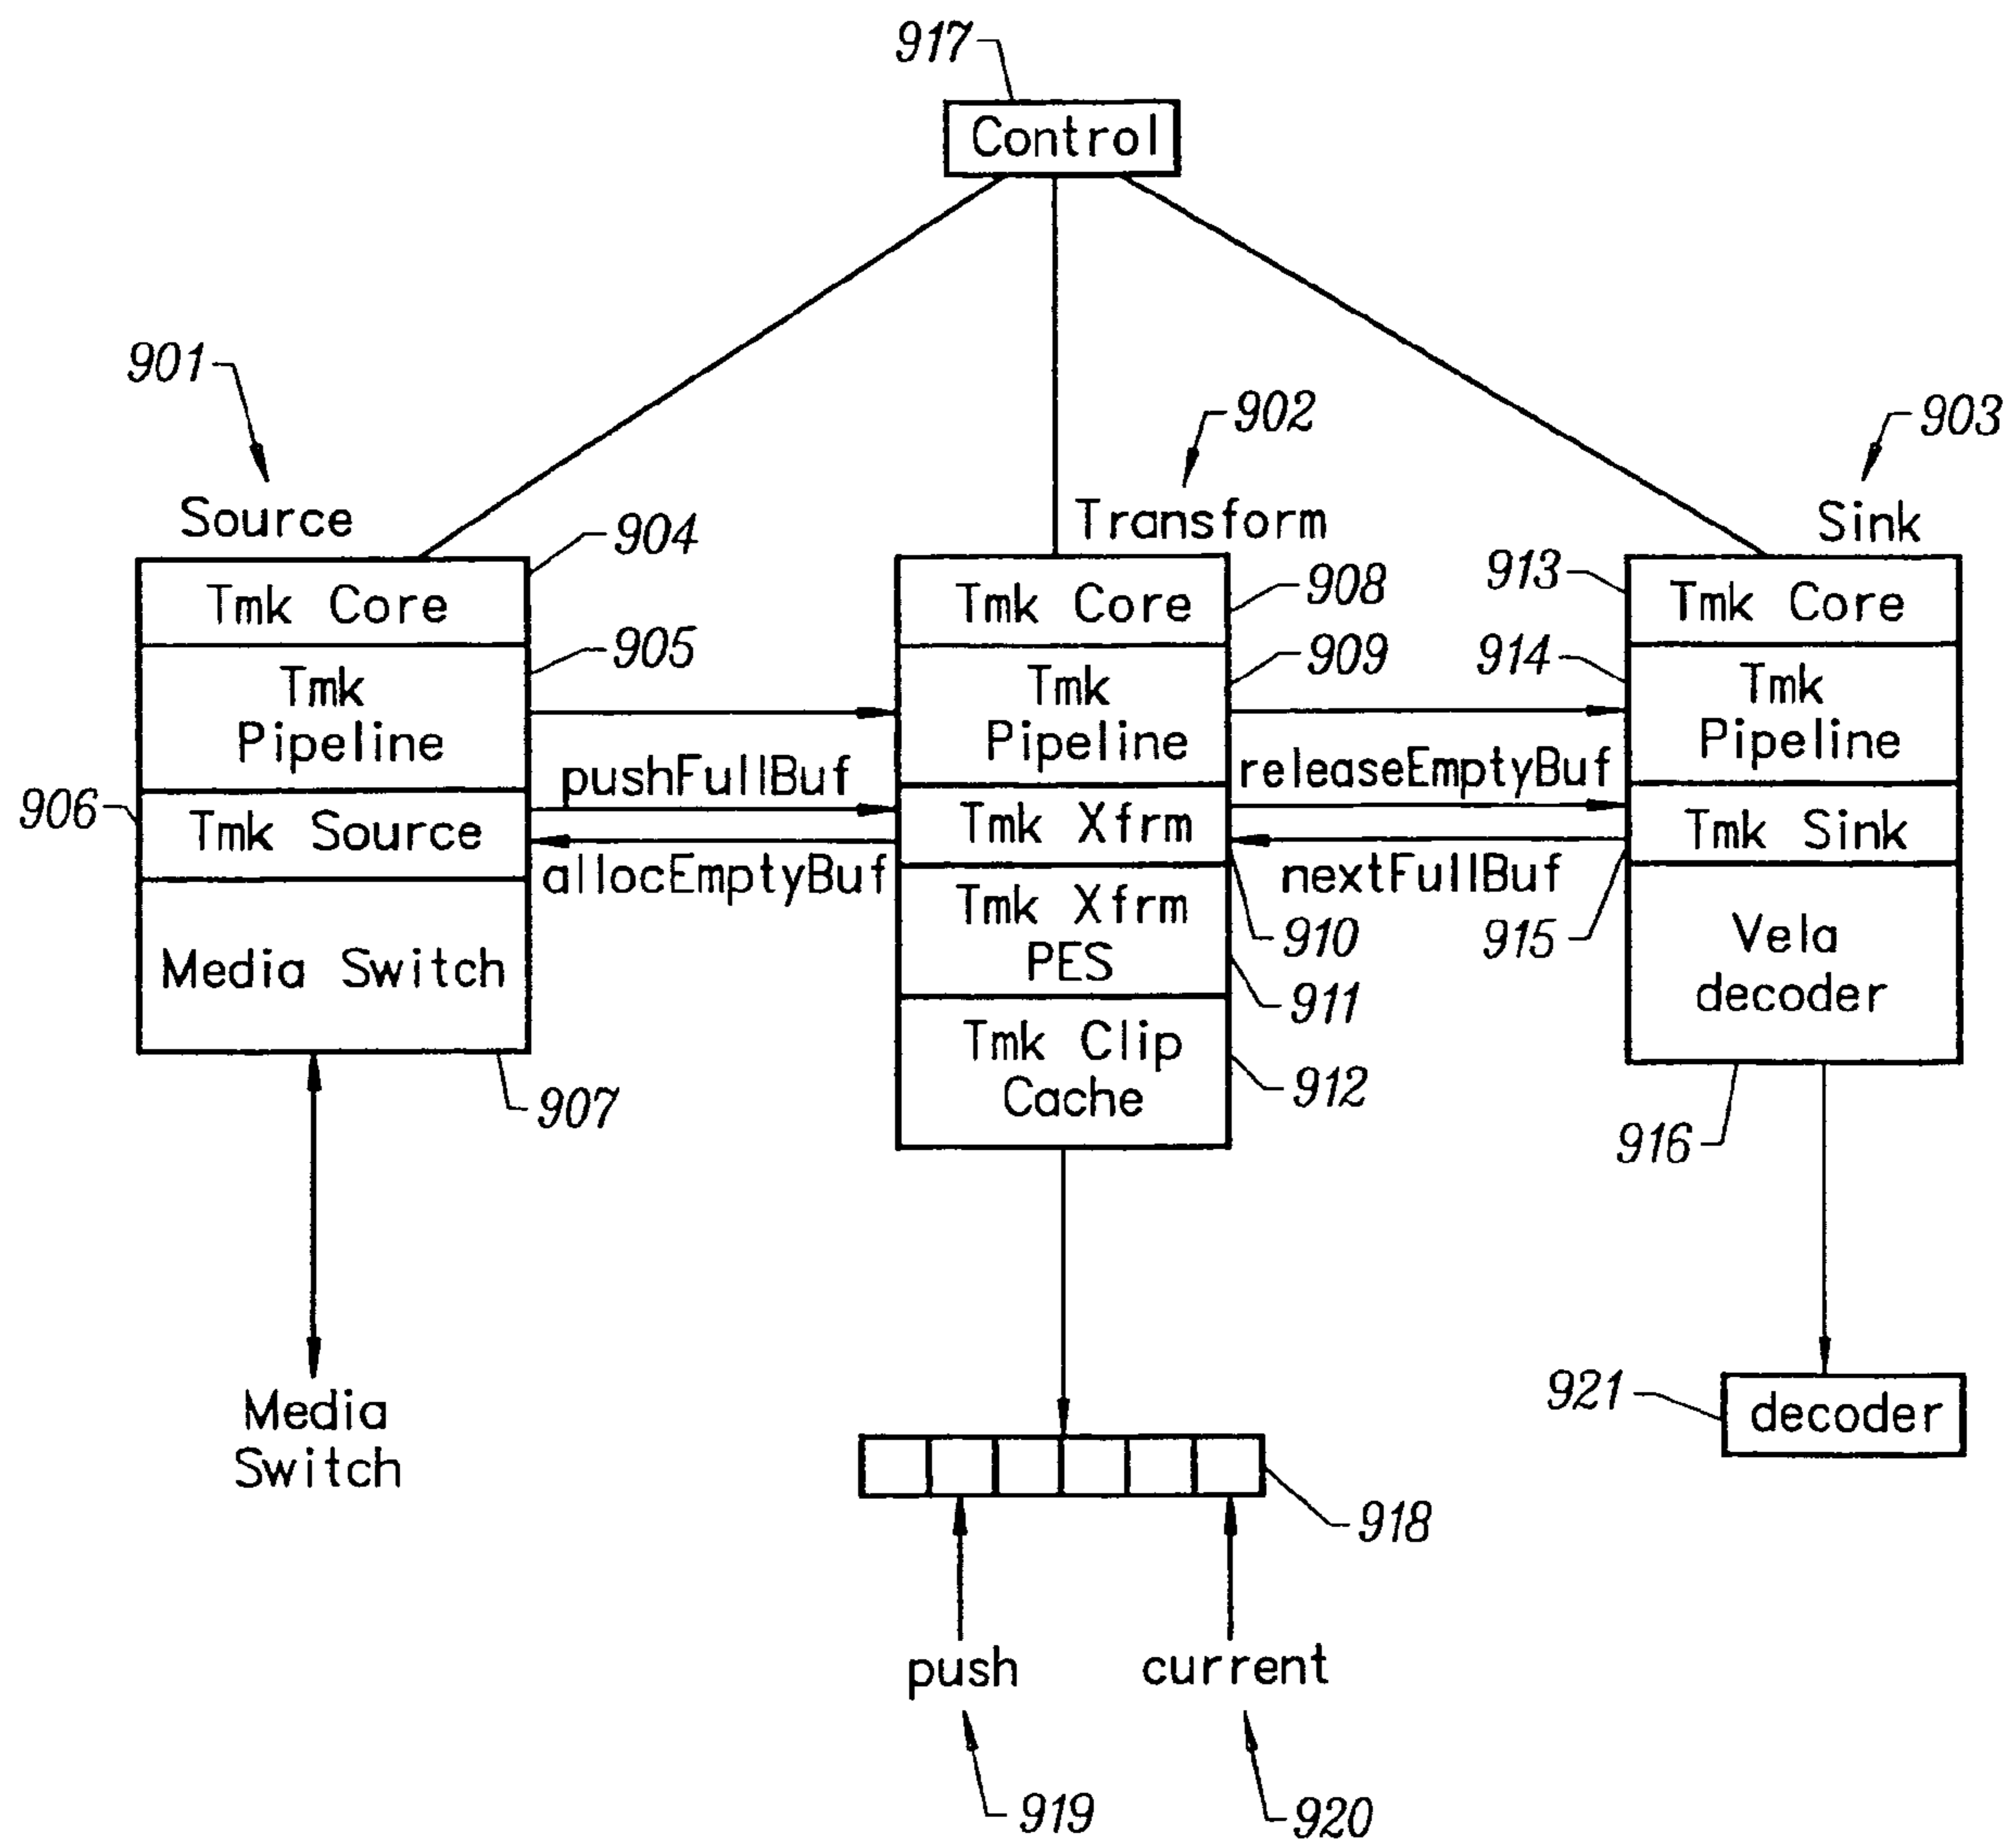 917
Control
901
902
903
Source
Transform
Sink
904
Tmk Core
905
Tmk
Pipeline
906
Tmk Source
Media Switch
907
Media
Switch
pushFullBuf
allocEmptyBuf
908
Tmk Core
909
Tmk
Pipeline
Tmk Xfrm
910
Tmk Xfrm
PES
911
Tmk Clip
Cache
912
releaseEmptyBuf
nextFullBuf
913
Tmk Core
914
Tmk
Pipeline
Tmk Sink
915
Vela
decoder
916
921
decoder
918
push
current
919
920